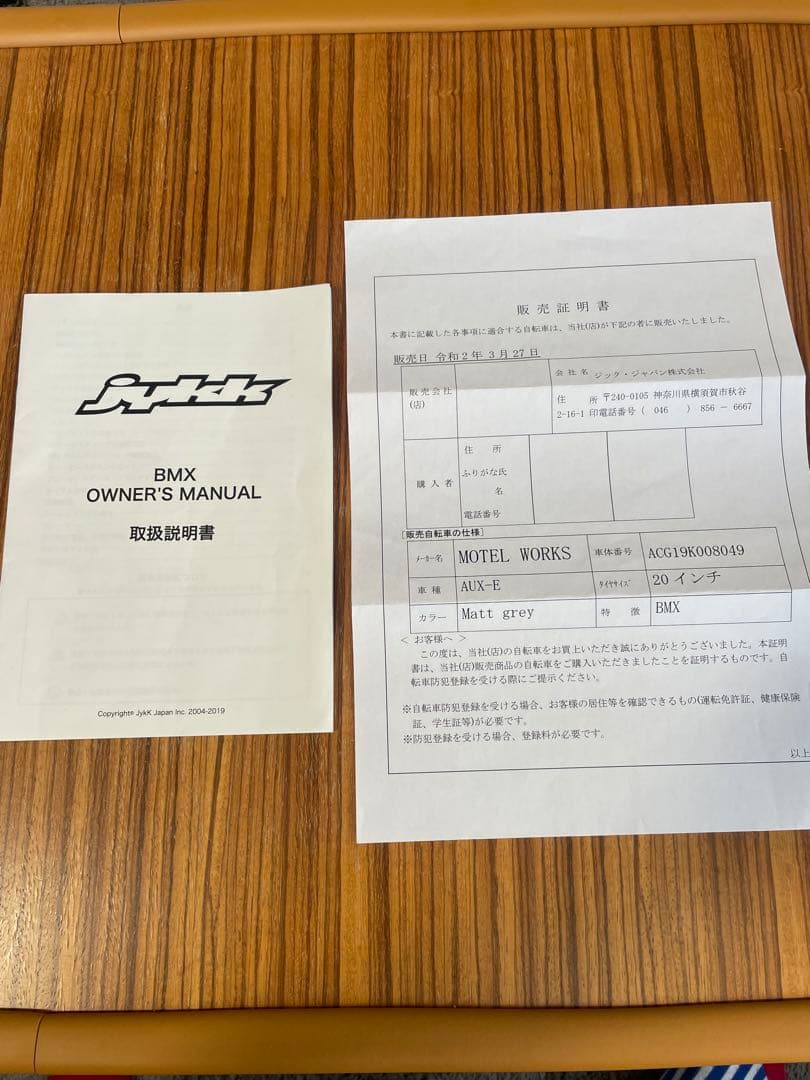 jykk
BMX
OWNER'S MANUAL
取扱説明書
Copyright® JykK Japan Inc. 2004-2019
販売証明書
本書に記載した各事項に適合する自転車は、当社(店)が下記の者に販売いたしました。
販売日 令和2年3月27日
販売会社
(店)
会社名 ジック・ジャパン株式会社
住 所 〒240-0105 神奈川県横須賀市秋谷
2-16-1 印電話番号( 046 ) 856 - 6667
購入者
住 所
ふりがな氏
名
電話番号
[販売自転車の仕様]
メーカー名 MOTEL WORKS 車体番号 ACG19K008049
車種 AUX-E タイヤサイズ 20インチ
カラー Matt grey 特 徴 BMX
< お客様へ >
この度は、当社(店)の自転車をお買上いただき誠にありがとうございました。本証明
書は、当社(店)販売商品の自転車をご購入いただきましたことを証明するものです。自
転車防犯登録を受ける際にご提示ください。
※自転車防犯登録を受ける場合、お客様の居住等を確認できるもの(運転免許証、健康保険
証、学生証等)が必要です。
※防犯登録を受ける場合、登録料が必要です。
以上